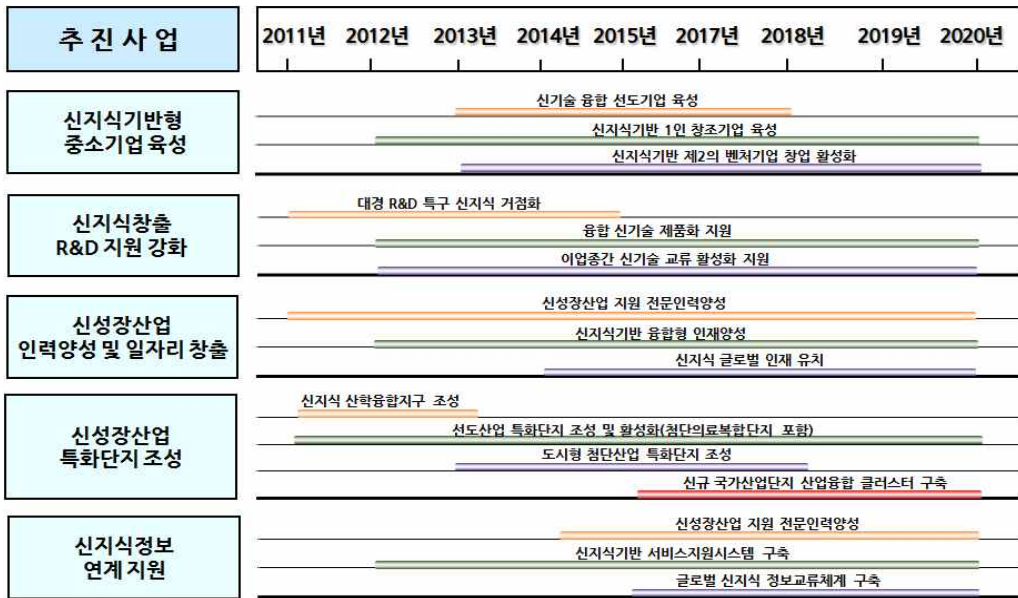 추 진 사 업
2011년 2012년 2013년 2014년 2015년 2017년 2018년 2019년 2020년
신지식기반형
중소기업 육성
신기술 융합 선도기업 육성
신지식기반 1인 창조기업 육성
신지식기반 제2의 벤처기업 창업 활성화
신지식창출
R&D 지원 강화
대경 R&D 특구 신지식 거점화
융합 신기술 제품화 지원
이업종간 신기술 교류 활성화 지원
신성장산업
인력양성 및 일자리 창출
신성장산업 지원 전문인력양성
신지식기반 융합형 인재양성
신지식 글로벌 인재 유치
신성장산업
특화단지 조성
신지식 산학융합지구 조성
선도산업 특화단지 조성 및 활성화(첨단의료복합단지 포함)
도시형 첨단산업 특화단지 조성
신규 국가산업단지 산업융합 클러스터 구축
신지식정보
연계 지원
신성장산업 지원 전문인력양성
신지식기반 서비스지원시스템 구축
글로벌 신지식 정보교류체계 구축